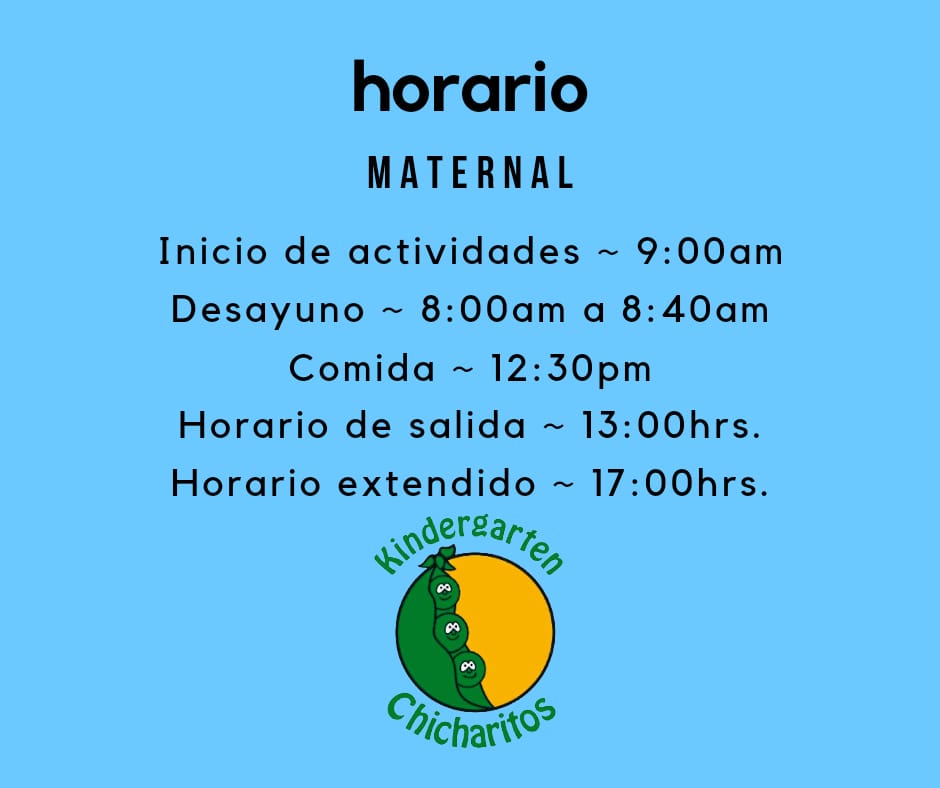 horario
MATERNAL
Inicio de actividades ~ 9:00am
Desayuno ~ 8:00am a 8:40am
Comida ~ 12:30pm
Horario de salida ~ 13:00hrs.
Horario extendido ~ 17:00hrs.
Kindergarten
Chicharitos